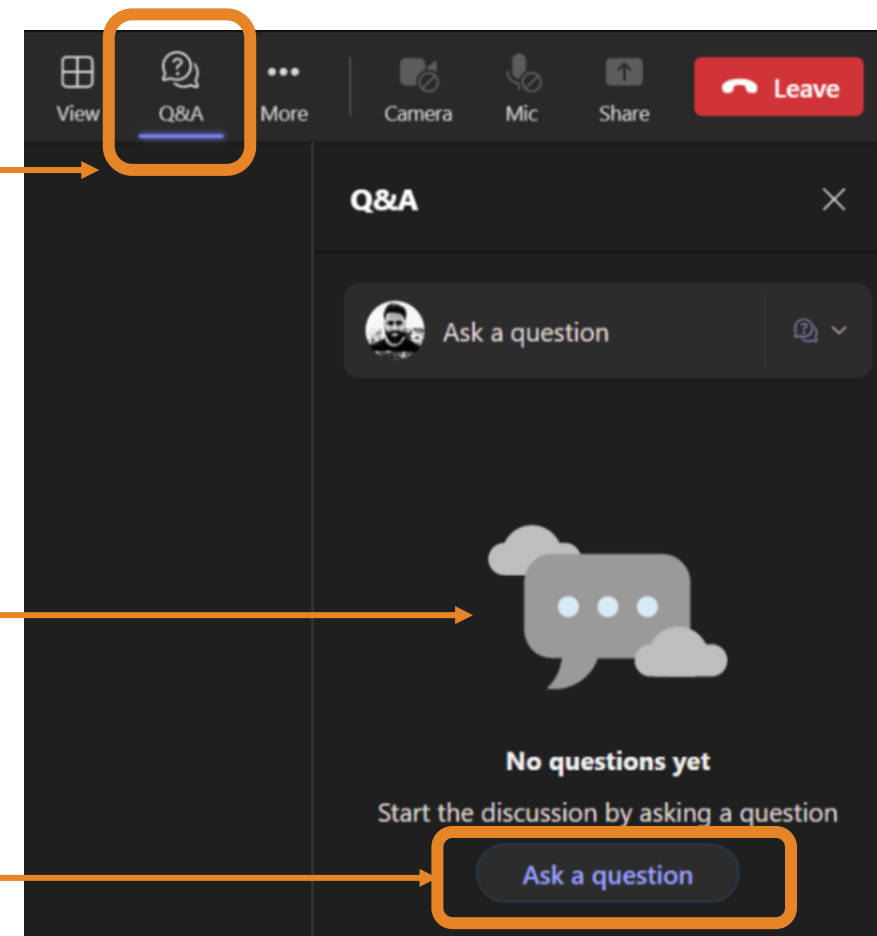 View Q&A More Camera Mic Share Leave
Q&A
Ask a question
No questions yet
Start the discussion by asking a question
Ask a question